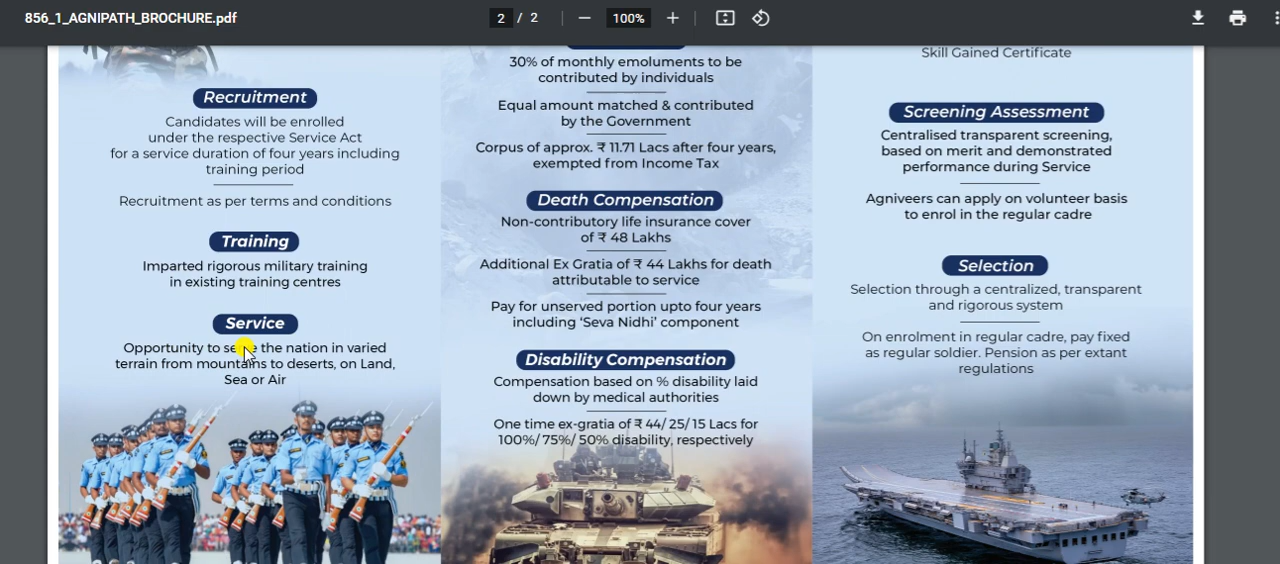 856_1_AGNIPATH_BROCHURE.pdf
2 / 2
100%
Recruitment
Candidates will be enrolled
under the respective Service Act
for a service duration of four years including
training period
Recruitment as per terms and conditions
Training
Imparted rigorous military training
in existing training centres
Service
Opportunity to serve the nation in varied
terrain from mountains to deserts, on Land,
Sea or Air
30% of monthly emoluments to be
contributed by individuals
Equal amount matched & contributed
by the Government
Corpus of approx. ₹ 11.71 Lacs after four years,
exempted from Income Tax
Death Compensation
Non-contributory life insurance cover
of ₹ 48 Lakhs
Additional Ex Gratia of ₹ 44 Lakhs for death
attributable to service
Pay for unserved portion upto four years
including ‘Seva Nidhi’ component
Disability Compensation
Compensation based on % disability laid
down by medical authorities
One time ex-gratia of ₹ 44/ 25/ 15 Lacs for
100%/ 75%/ 50% disability, respectively
Skill Gained Certificate
Screening Assessment
Centralised transparent screening,
based on merit and demonstrated
performance during Service
Agniveers can apply on volunteer basis
to enrol in the regular cadre
Selection
Selection through a centralized, transparent
and rigorous system
On enrolment in regular cadre, pay fixed
as regular soldier. Pension as per extant
regulations